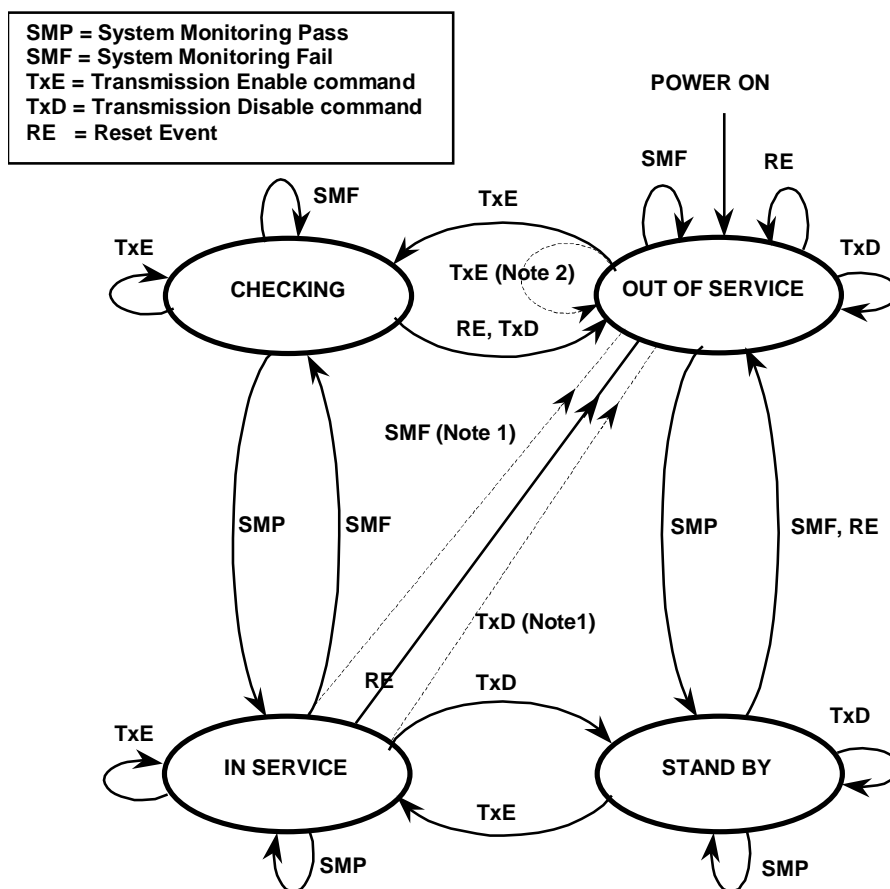 SMP = System Monitoring Pass
SMF = System Monitoring Fail
TxE = Transmission Enable command
TxD = Transmission Disable command
RE = Reset Event
POWER ON
SMF
SMF
RE
TxE
TxE
TxD
CHECKING
TxE (Note 2)
OUT OF SERVICE
RE, TxD
SMF (Note 1)
SMP
SMF
SMP
SMF, RE
TxD (Note1)
RE
TxD
TxE
TxD
IN SERVICE
STAND BY
TxE
SMP
SMP